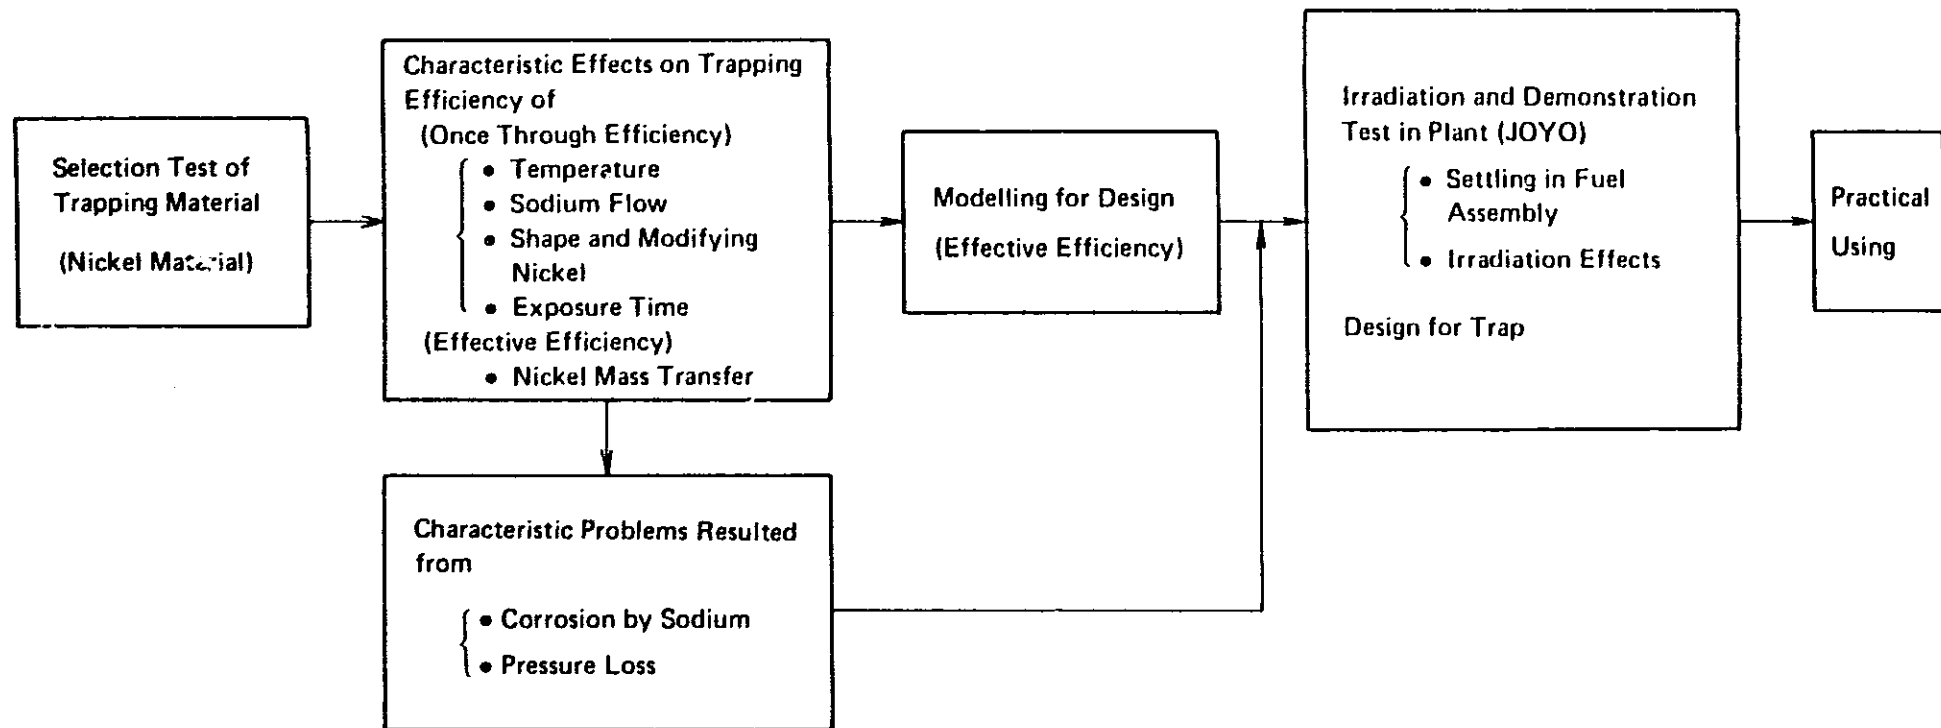 Selection Test of
Trapping Material
(Nickel Material)
Characteristic Effects on Trapping
Efficiency of
(Once Through Efficiency)
• Temperature
• Sodium Flow
• Shape and Modifying
Nickel
• Exposure Time
(Effective Efficiency)
• Nickel Mass Transfer
Characteristic Problems Resulted
from
• Corrosion by Sodium
• Pressure Loss
Modelling for Design
(Effective Efficiency)
Irradiation and Demonstration
Test in Plant (JOYO)
• Settling in Fuel
Assembly
• Irradiation Effects
Design for Trap
Practical
Using